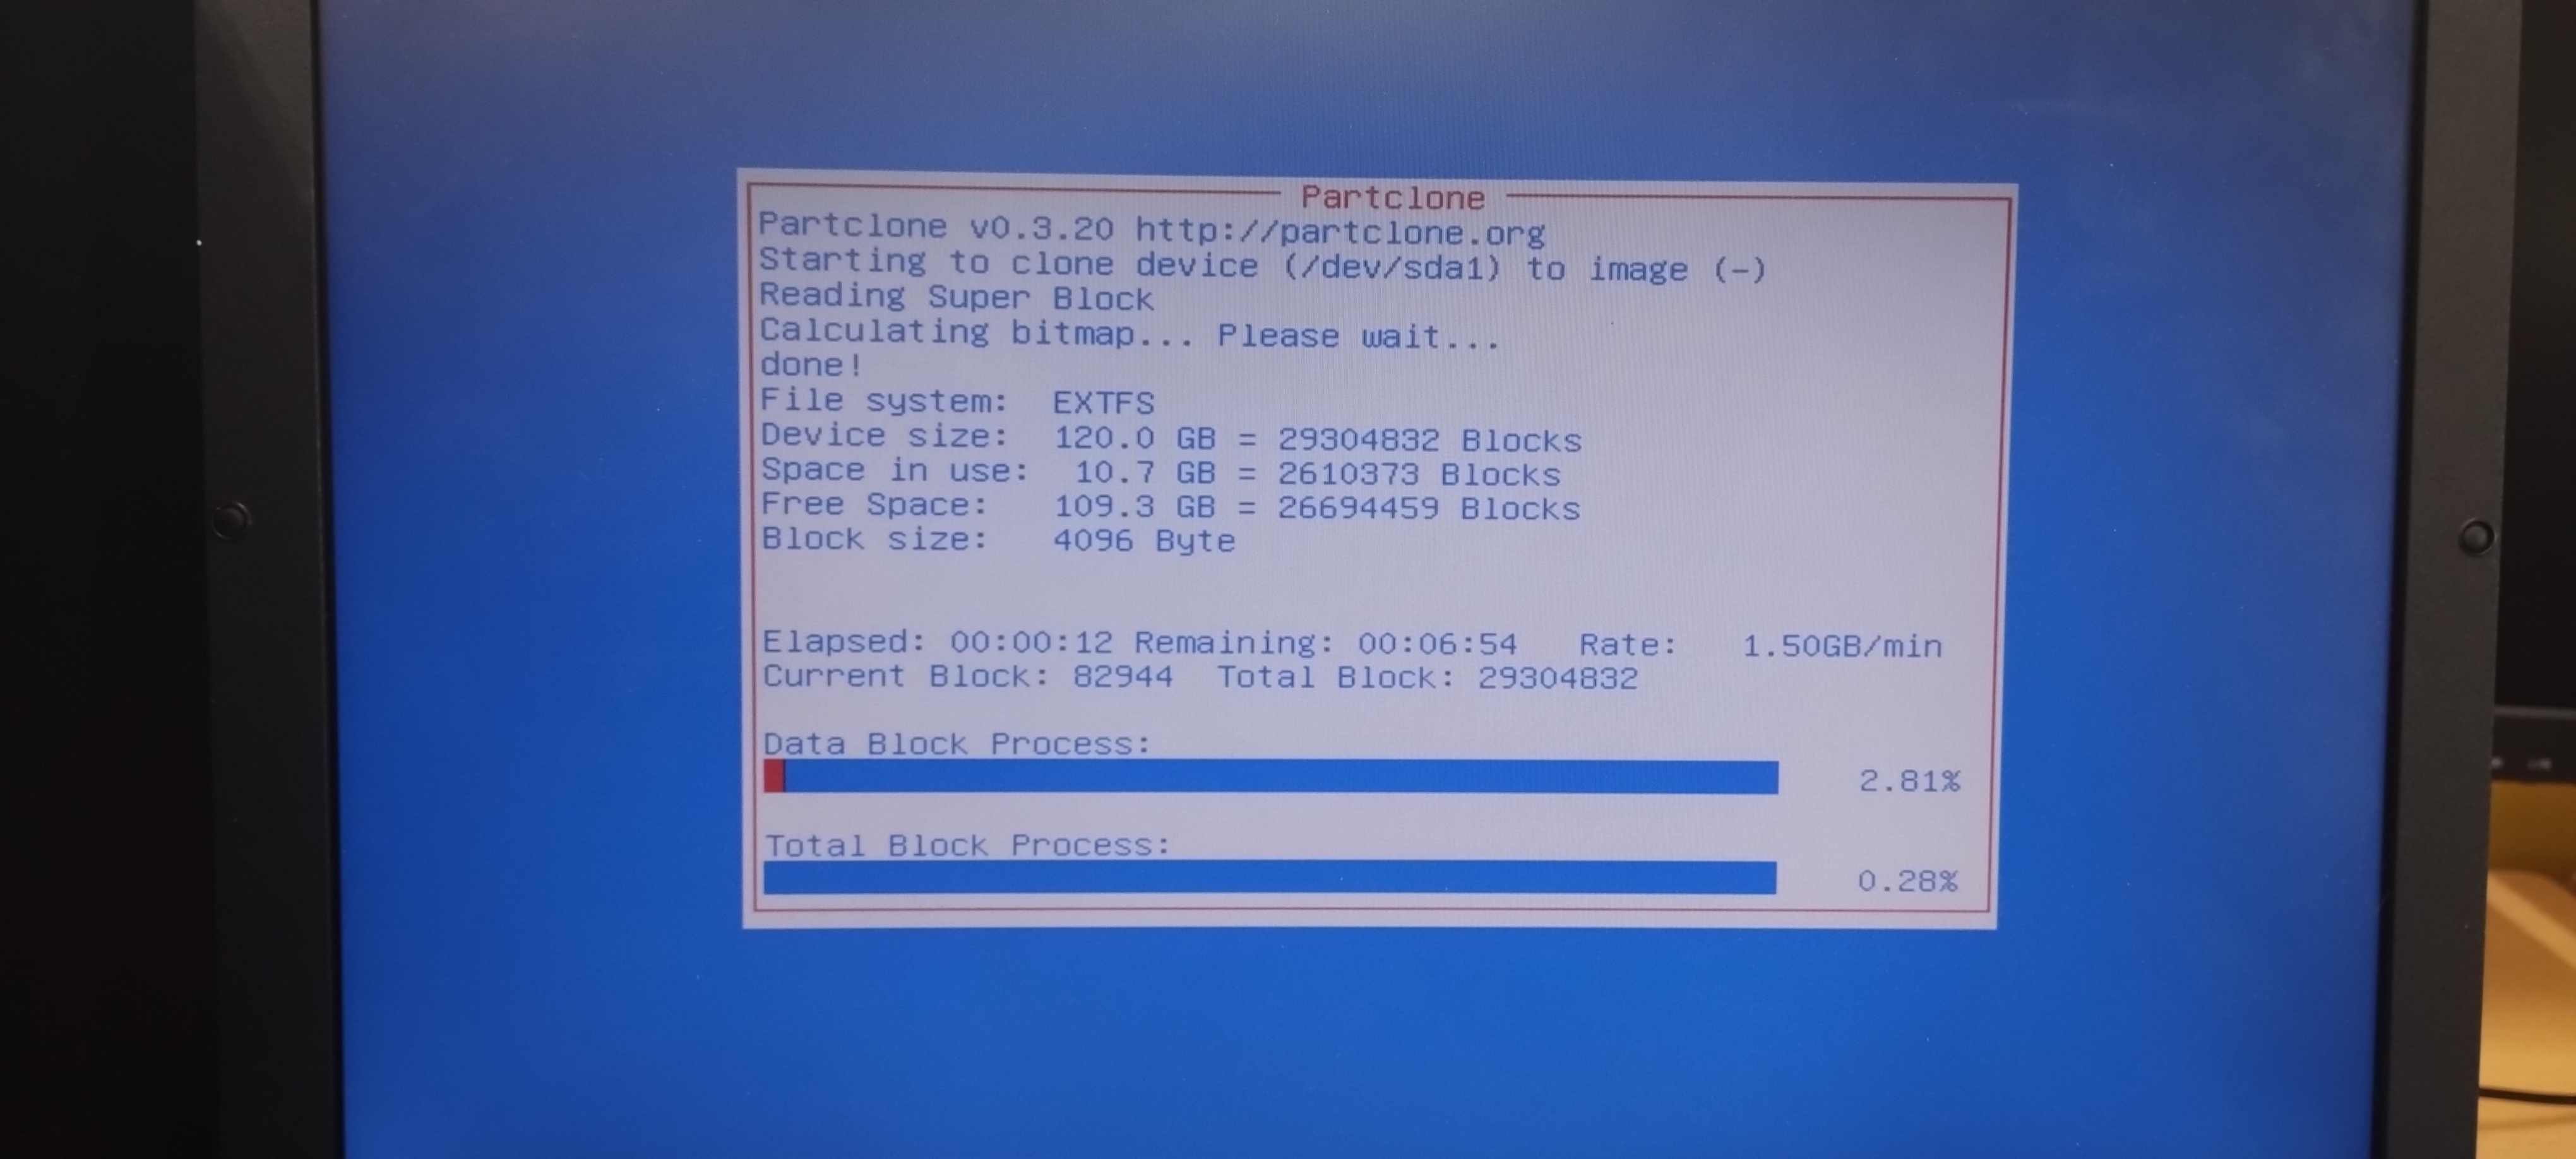 Partclone
Partclone v0.3.20 http://partclone.org
Starting to clone device (/dev/sda1) to image (-)
Reading Super Block
Calculating bitmap... Please wait...
done!
File system:  EXTFS
Device size:  120.0 GB = 29304832 Blocks
Space in use:  10.7 GB = 2610373 Blocks
Free Space:   109.3 GB = 26694459 Blocks
Block size:   4096 Byte
Elapsed: 00:00:12 Remaining: 00:06:54   Rate:   1.50GB/min
Current Block: 82944  Total Block: 29304832
Data Block Process:
2.81%
Total Block Process:
0.28%